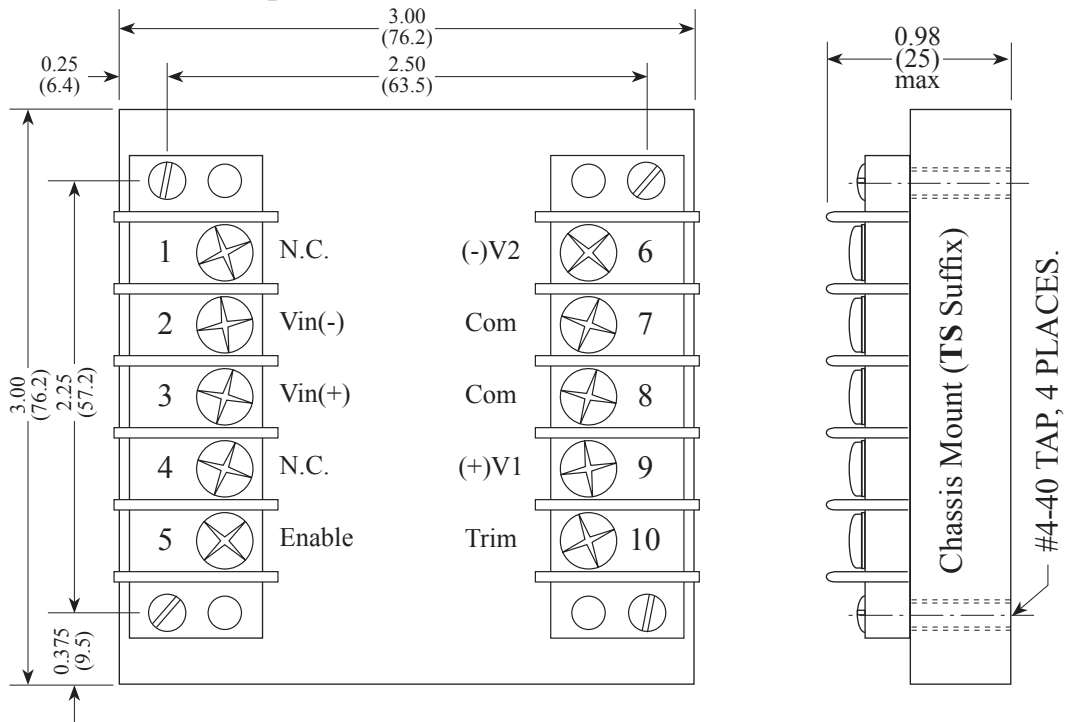 3.00
(76.2)
0.98
(25)
max
0.25
(6.4)
2.50
(63.5)
3.00
(76.2)
2.25
(57.2)
0.375
(9.5)
1 N.C.
2 Vin(-)
3 Vin(+)
4 N.C.
5 Enable
(-)V2 6
Com 7
Com 8
(+)V1 9
Trim 10
Chassis Mount (TS Suffix)
#4-40 TAP, 4 PLACES.